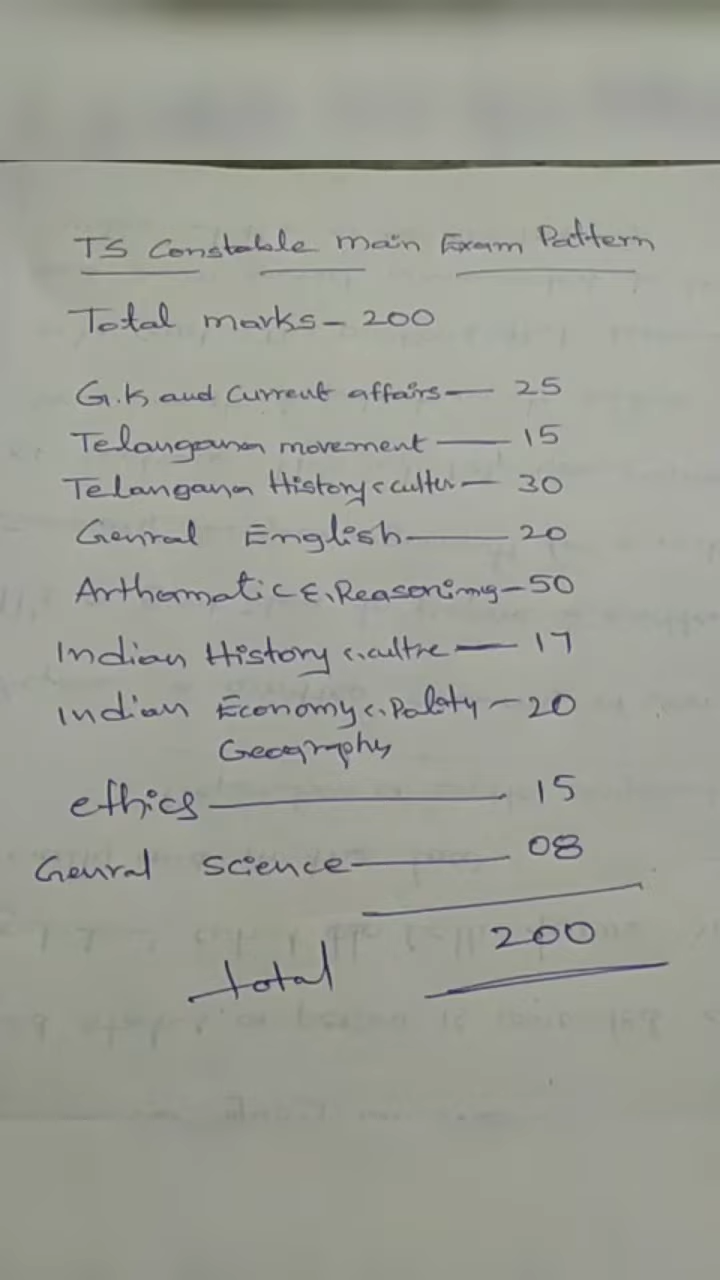 TS Constable main Exam Pattern
Total marks - 200
G.K and Current affairs — 25
Telangana movement — 15
Telangana History & culter — 30
Genral English — 20
Arthamatic & Reasoning - 50
Indian History & cultre — 17
Indian Economy & Polity - 20
Geography
ethics — 15
Genral Science — 08
total 200